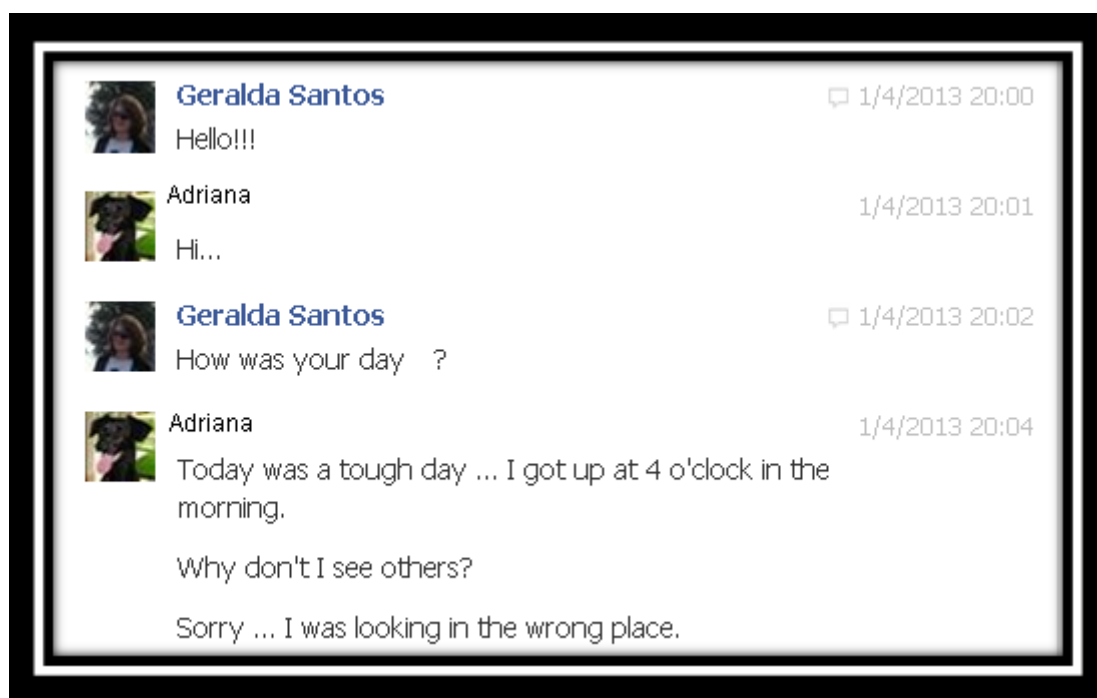 Geralda Santos 1/4/2013 20:00
Hello!!!
Adriana 1/4/2013 20:01
Hi...
Geralda Santos 1/4/2013 20:02
How was your day ?
Adriana 1/4/2013 20:04
Today was a tough day ... I got up at 4 o'clock in the
morning.
Why don't I see others?
Sorry ... I was looking in the wrong place.